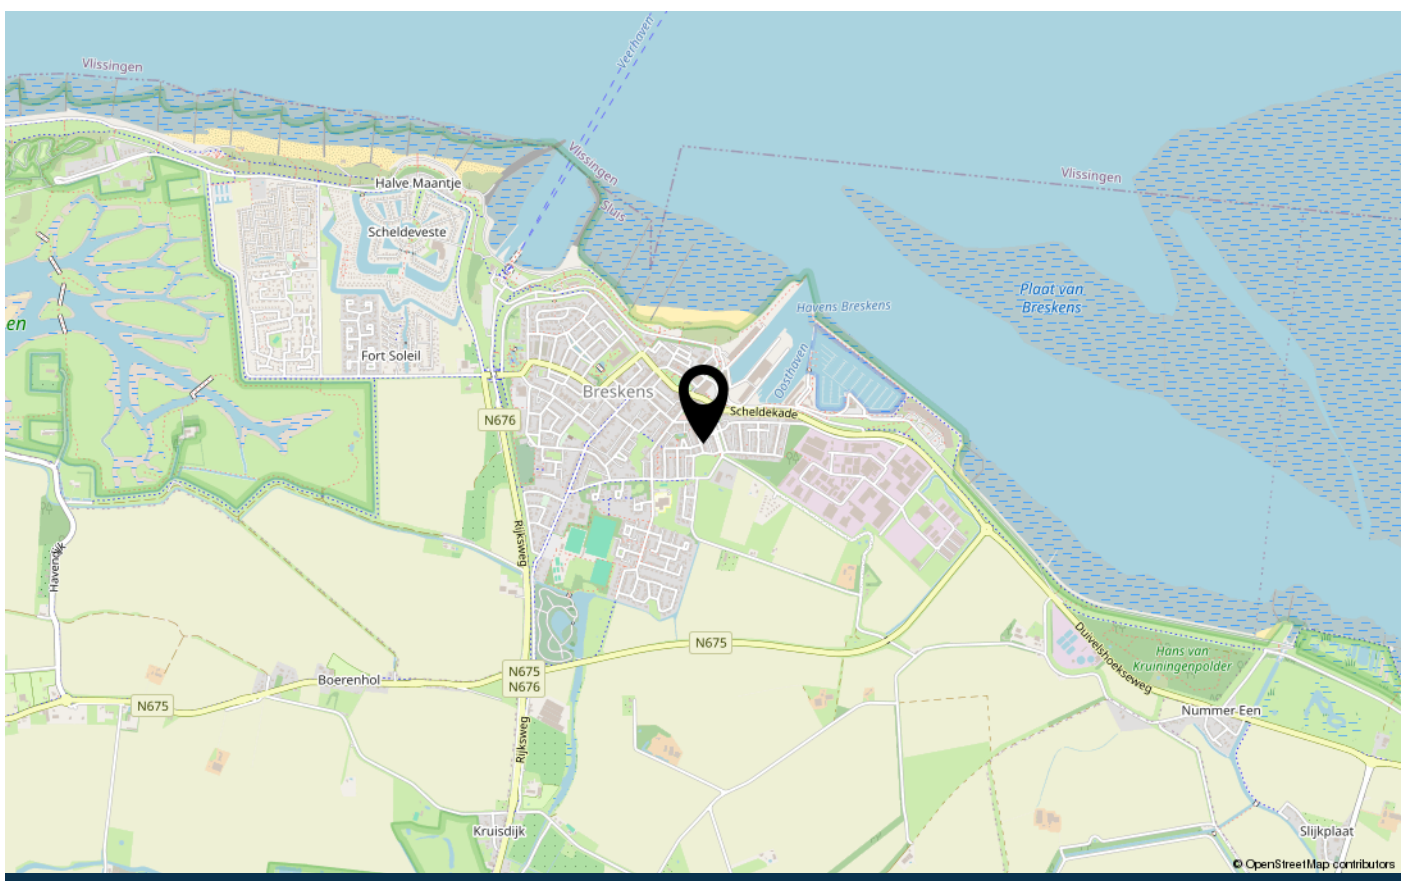 Veerhaven
Vlissingen
Vlissingen
Sluis
Vlissingen
Halve Maantje
Scheldeveste
Plaat van
Breskens
Havens Breskens
en
Fort Soleil
Oosthaven
Breskens
Scheldekade
N676
Rijksweg
Havendijk
N675
Duivelshoekseweg
Hans van
Kruiningenpolder
N675
N676
Boerenhol
N675
Nummer Een
Rijksweg
Kruisdijk
Slijkplaat
© OpenStreetMap contributors